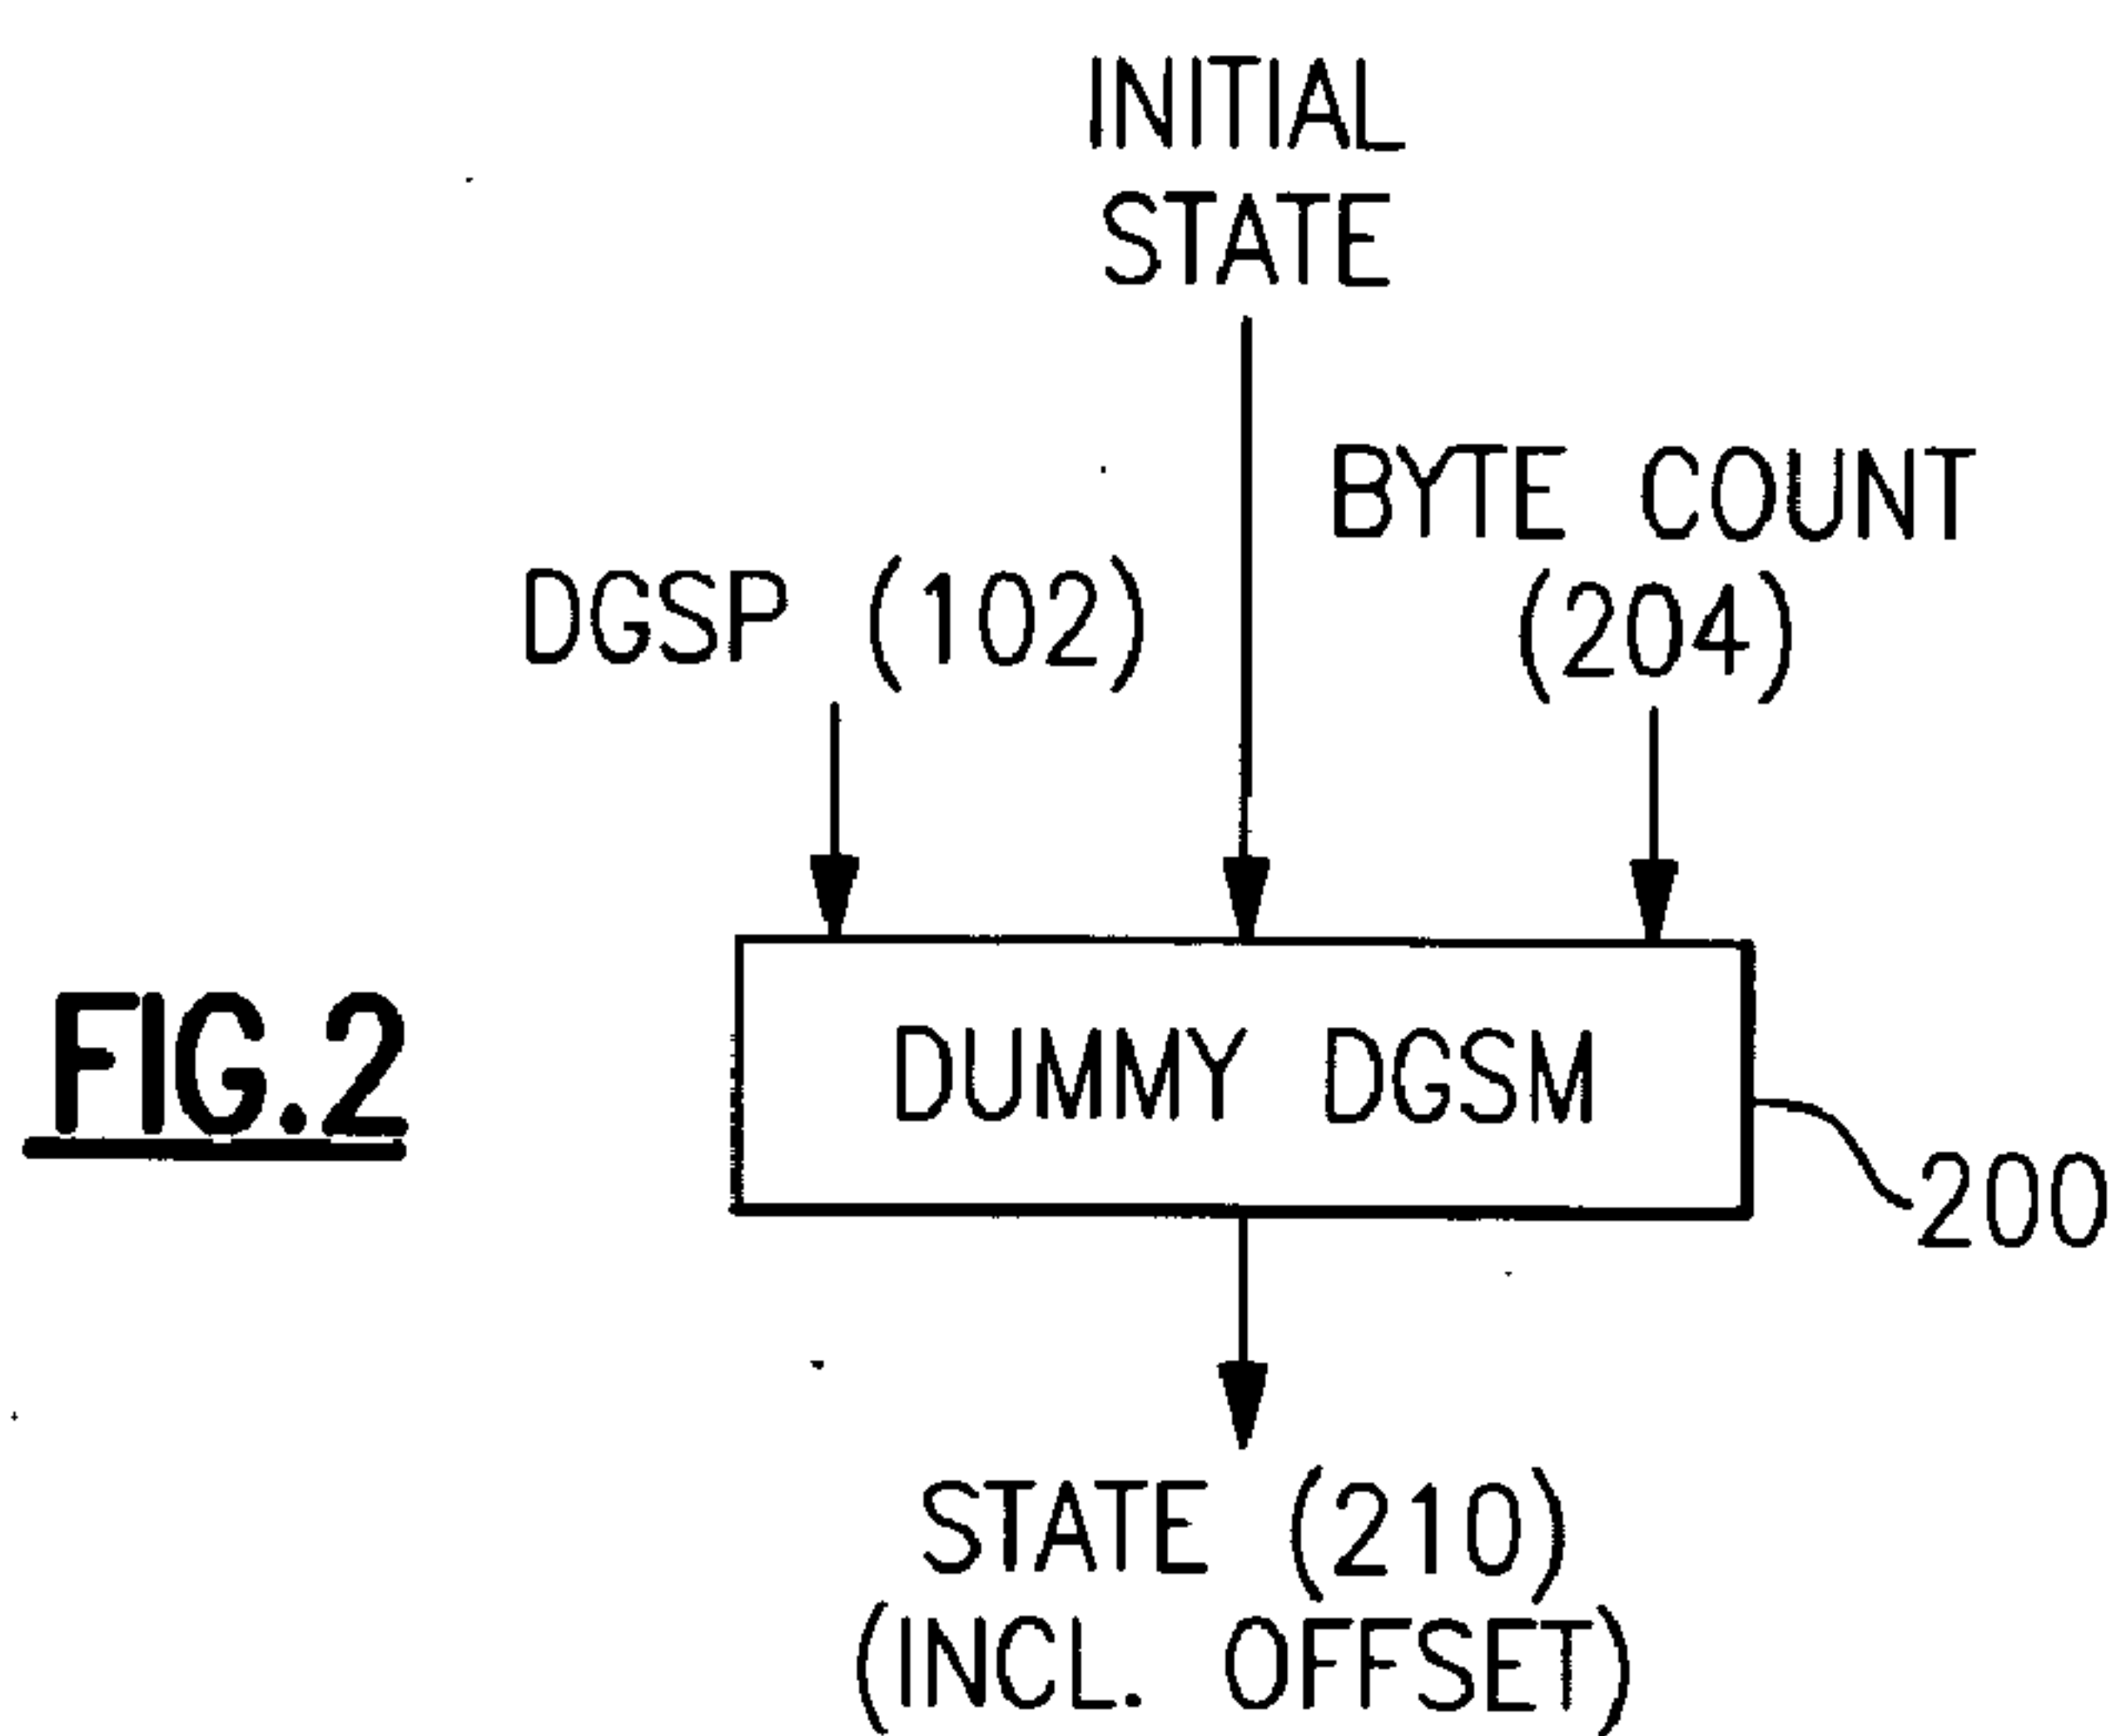 INITIAL
STATE
BYTE COUNT
(204)
DGSP (102)
DUMMY DGSM
FIG.2
200
STATE (210)
(INCL. OFFSET)